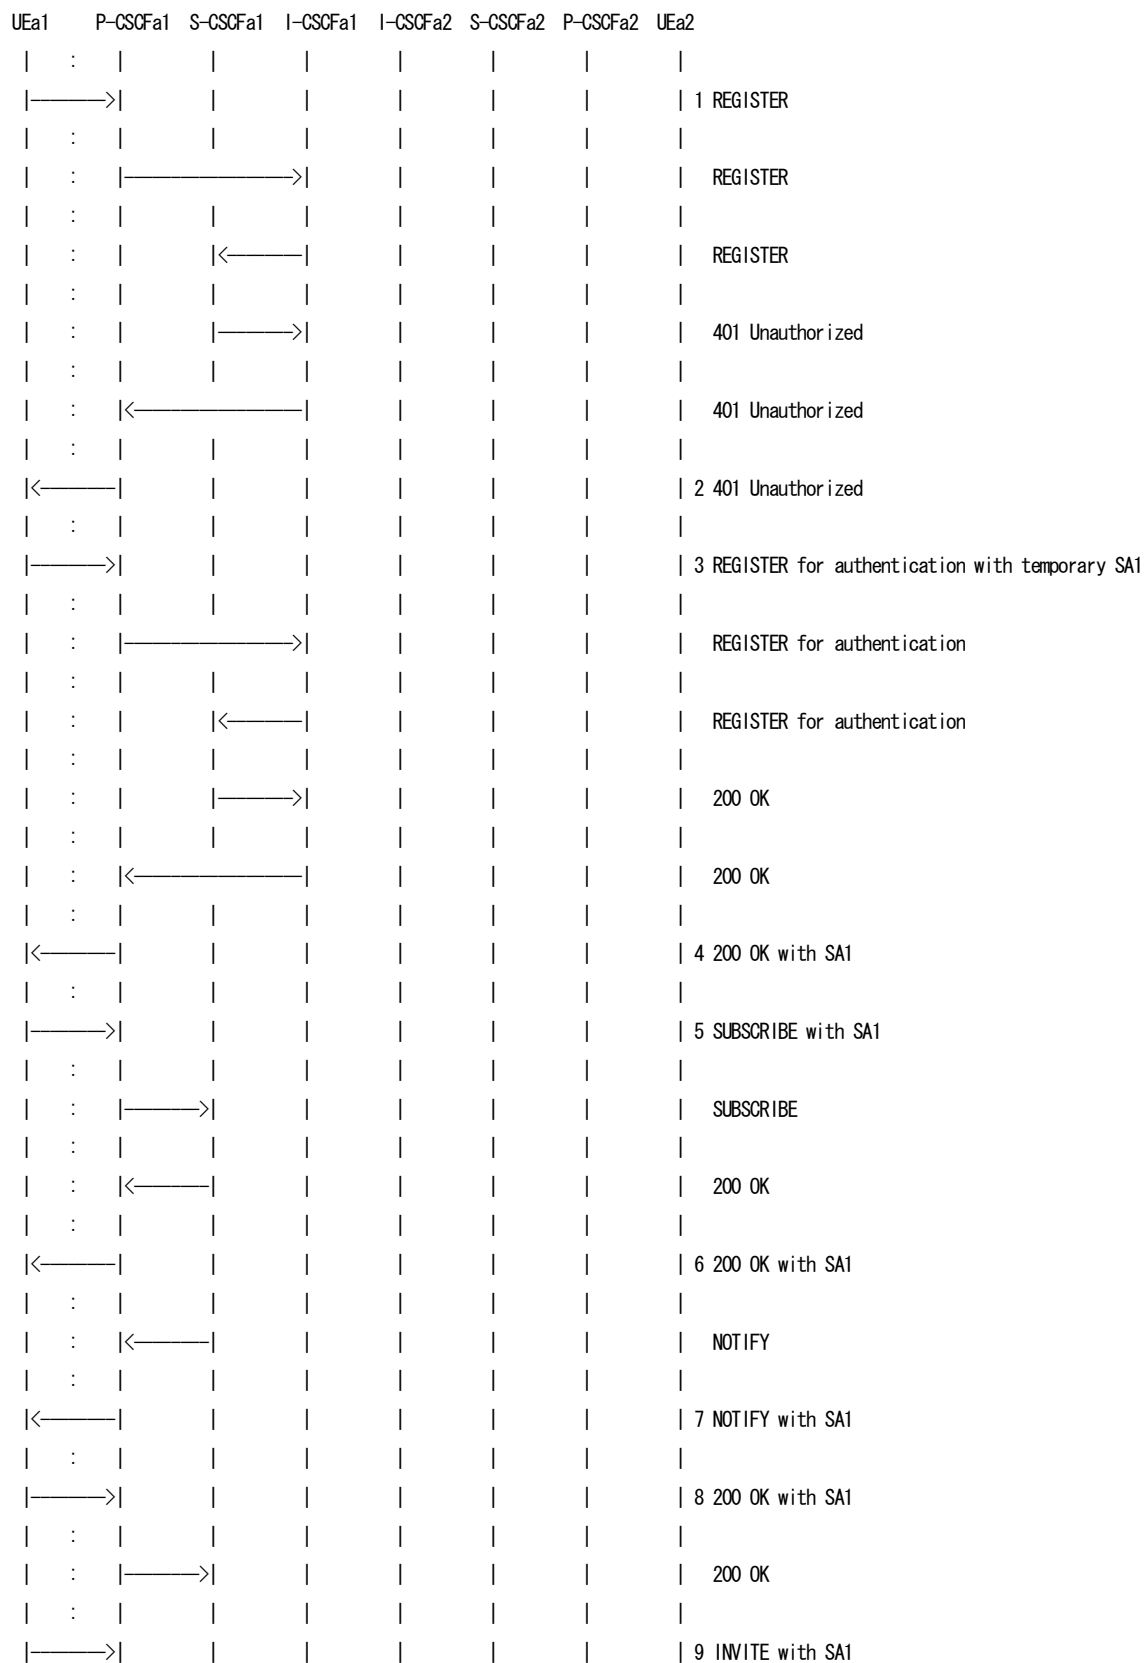 UEa1 P-CSCFa1 S-CSCFa1 I-CSCFa1 I-CSCFa2 S-CSCFa2 P-CSCFa2 UEa2
| : | | | | | | |
|------->| | | | | | | 1 REGISTER
| : | | | | | | |
| : |---------------->| | | | | REGISTER
| : | | | | | | |
| : | |<-------| | | | | REGISTER
| : | | | | | | |
| : | |------->| | | | | 401 Unauthorized
| : | | | | | | |
| : |<----------------| | | | | 401 Unauthorized
| : | | | | | | |
|<-------| | | | | | | 2 401 Unauthorized
| : | | | | | | |
|------->| | | | | | | 3 REGISTER for authentication with temporary SA1
| : | | | | | | |
| : |---------------->| | | | | REGISTER for authentication
| : | | | | | | |
| : | |<-------| | | | | REGISTER for authentication
| : | | | | | | |
| : | |------->| | | | | 200 OK
| : | | | | | | |
| : |<----------------| | | | | 200 OK
| : | | | | | | |
|<-------| | | | | | | 4 200 OK with SA1
| : | | | | | | |
|------->| | | | | | | 5 SUBSCRIBE with SA1
| : | | | | | | |
| : |------->| | | | | | SUBSCRIBE
| : | | | | | | |
| : |<-------| | | | | | 200 OK
| : | | | | | | |
|<-------| | | | | | | 6 200 OK with SA1
| : | | | | | | |
| : |<-------| | | | | | NOTIFY
| : | | | | | | |
|<-------| | | | | | | 7 NOTIFY with SA1
| : | | | | | | |
|------->| | | | | | | 8 200 OK with SA1
| : | | | | | | |
| : |------->| | | | | | 200 OK
| : | | | | | | |
|------->| | | | | | | 9 INVITE with SA1